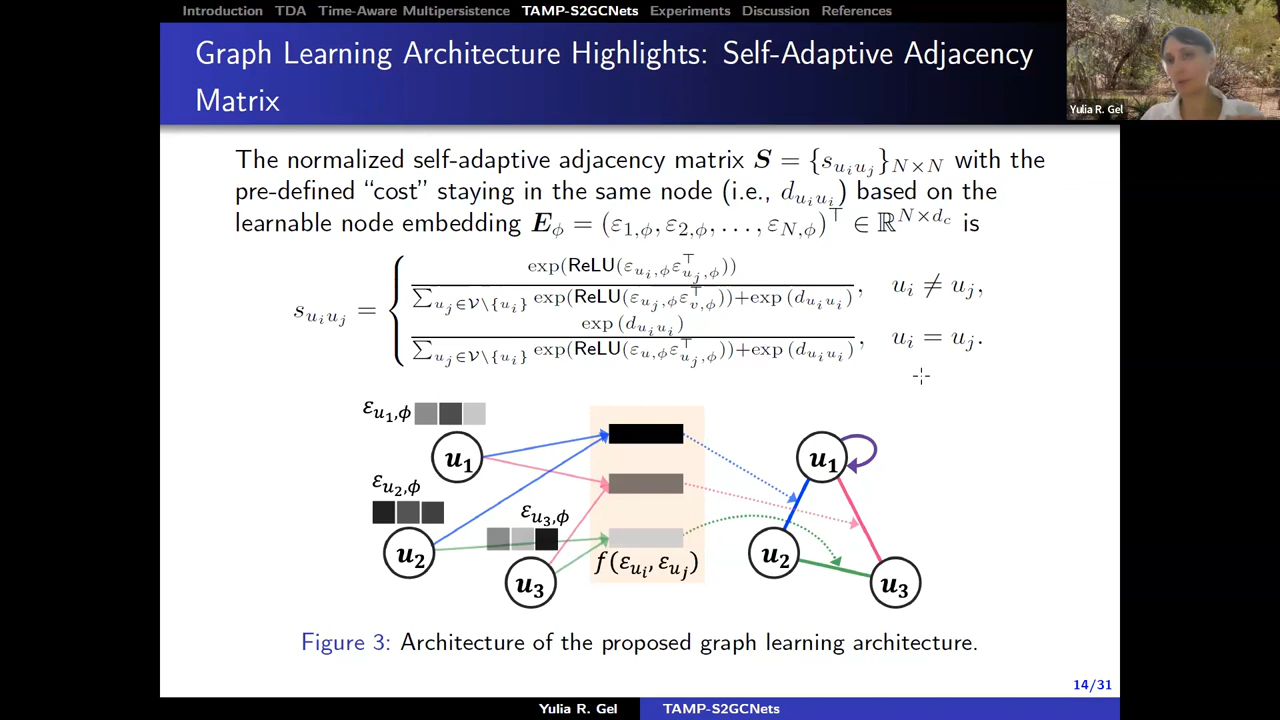 Introduction TDA Time-Aware Multipersistence TAMP-S2GCNets Experiments Discussion References
Graph Learning Architecture Highlights: Self-Adaptive Adjacency
Matrix
Yulia R. Gel
The normalized self-adaptive adjacency matrix S = {s_{u_i u_j}}_{N×N} with the
pre-defined “cost” staying in the same node (i.e., d_{u_i u_i}) based on the
learnable node embedding E_ϕ = (ε_{1,ϕ}, ε_{2,ϕ}, . . . , ε_{N,ϕ})^⊤ ∈ ℝ^{N×d_c} is
s_{u_i u_j} = {
exp(ReLU(ε_{u_i,ϕ} ε^⊤_{u_j,ϕ}))
∑_{u_j∈𝒱\{u_i}} exp(ReLU(ε_{u_j,ϕ} ε^⊤_{v,ϕ}))+exp (d_{u_i u_i}) , u_i ≠ u_j,
exp (d_{u_i u_i})
∑_{u_j∈𝒱\{u_i}} exp(ReLU(ε_{u,ϕ} ε^⊤_{u_j,ϕ}))+exp (d_{u_i u_i}) , u_i = u_j.
ε_{u_1,ϕ}
u_1
ε_{u_2,ϕ}
u_2
ε_{u_3,ϕ}
u_3
f(ε_{u_i}, ε_{u_j})
u_1
u_2
u_3
Figure 3: Architecture of the proposed graph learning architecture.
14/31
Yulia R. Gel TAMP-S2GCNets